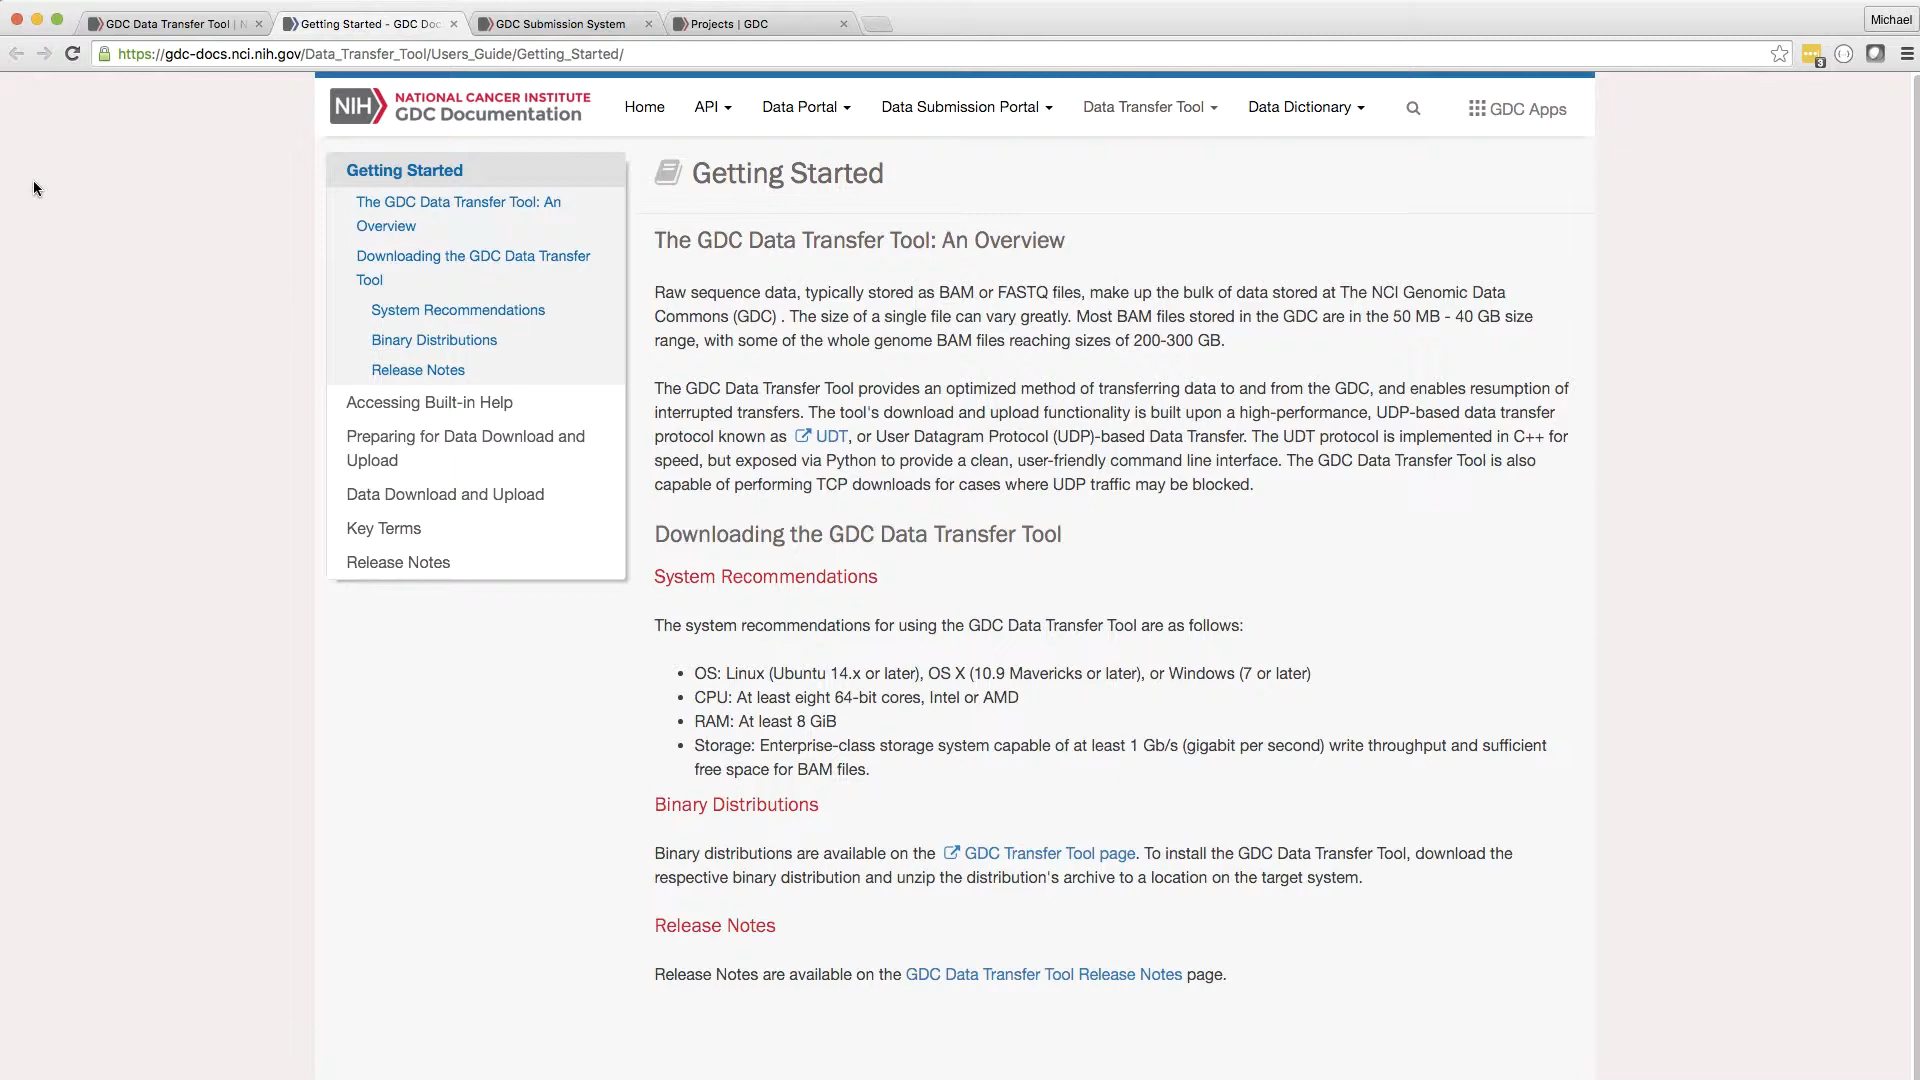 GDC Data Transfer Tool | N
Getting Started - GDC Doc
GDC Submission System
Projects | GDC
Michael
https://gdc-docs.nci.nih.gov/Data_Transfer_Tool/Users_Guide/Getting_Started/
3
NIH
NATIONAL CANCER INSTITUTE
GDC Documentation
Home
API
Data Portal
Data Submission Portal
Data Transfer Tool
Data Dictionary
GDC Apps
Getting Started
The GDC Data Transfer Tool: An
Overview
Downloading the GDC Data Transfer
Tool
System Recommendations
Binary Distributions
Release Notes
Accessing Built-in Help
Preparing for Data Download and
Upload
Data Download and Upload
Key Terms
Release Notes
Getting Started
The GDC Data Transfer Tool: An Overview
Raw sequence data, typically stored as BAM or FASTQ files, make up the bulk of data stored at The NCI Genomic Data
Commons (GDC) . The size of a single file can vary greatly. Most BAM files stored in the GDC are in the 50 MB - 40 GB size
range, with some of the whole genome BAM files reaching sizes of 200-300 GB.
The GDC Data Transfer Tool provides an optimized method of transferring data to and from the GDC, and enables resumption of
interrupted transfers. The tool's download and upload functionality is built upon a high-performance, UDP-based data transfer
protocol known as UDT, or User Datagram Protocol (UDP)-based Data Transfer. The UDT protocol is implemented in C++ for
speed, but exposed via Python to provide a clean, user-friendly command line interface. The GDC Data Transfer Tool is also
capable of performing TCP downloads for cases where UDP traffic may be blocked.
Downloading the GDC Data Transfer Tool
System Recommendations
The system recommendations for using the GDC Data Transfer Tool are as follows:
• OS: Linux (Ubuntu 14.x or later), OS X (10.9 Mavericks or later), or Windows (7 or later)
• CPU: At least eight 64-bit cores, Intel or AMD
• RAM: At least 8 GiB
• Storage: Enterprise-class storage system capable of at least 1 Gb/s (gigabit per second) write throughput and sufficient
free space for BAM files.
Binary Distributions
Binary distributions are available on the GDC Transfer Tool page. To install the GDC Data Transfer Tool, download the
respective binary distribution and unzip the distribution's archive to a location on the target system.
Release Notes
Release Notes are available on the GDC Data Transfer Tool Release Notes page.